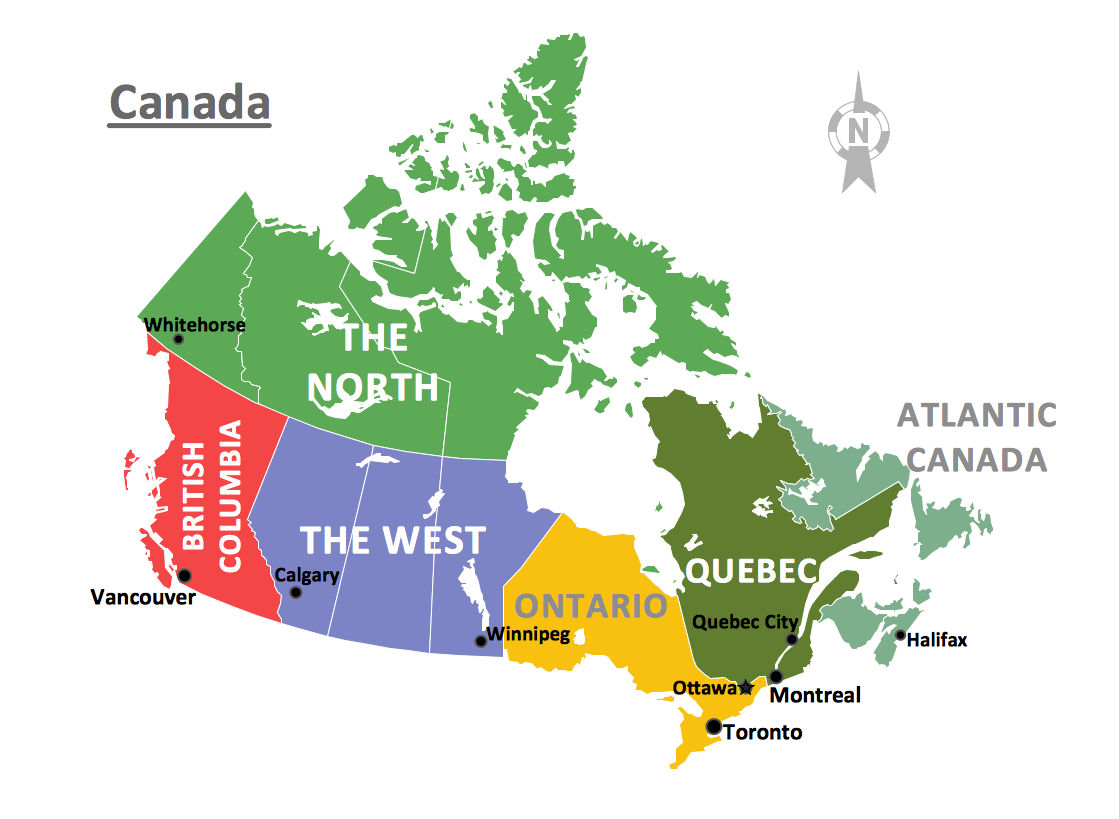 Canada
N
Whitehorse
THE
NORTH
ATLANTIC
CANADA
BRITISH
COLUMBIA
THE WEST
QUEBEC
Calgary
Vancouver
ONTARIO
Quebec City
Winnipeg
Halifax
Ottawa
Montreal
Toronto